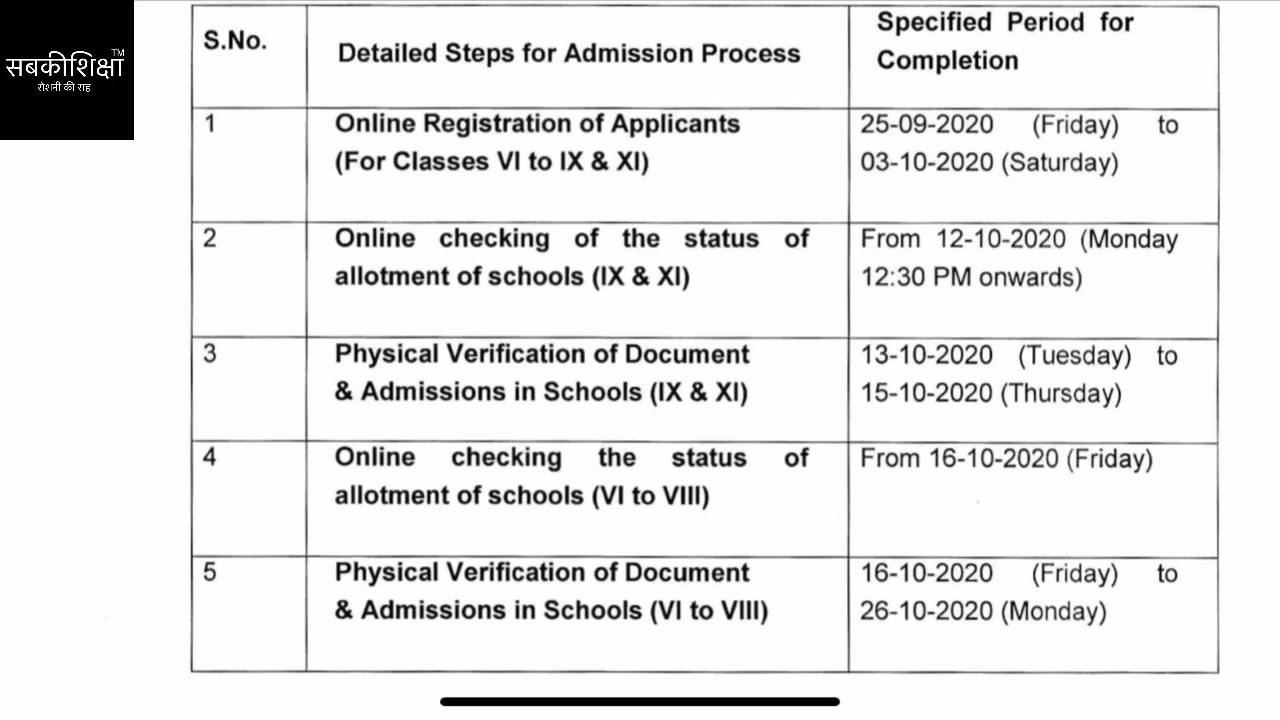 सबकीशिक्षा™
रोशनी की राह
S.No.
Detailed Steps for Admission Process
Specified Period for
Completion
1
Online Registration of Applicants
(For Classes VI to IX & XI)
25-09-2020 (Friday) to
03-10-2020 (Saturday)
2
Online checking of the status of
allotment of schools (IX & XI)
From 12-10-2020 (Monday
12:30 PM onwards)
3
Physical Verification of Document
& Admissions in Schools (IX & XI)
13-10-2020 (Tuesday) to
15-10-2020 (Thursday)
4
Online checking the status of
allotment of schools (VI to VIII)
From 16-10-2020 (Friday)
5
Physical Verification of Document
& Admissions in Schools (VI to VIII)
16-10-2020 (Friday) to
26-10-2020 (Monday)